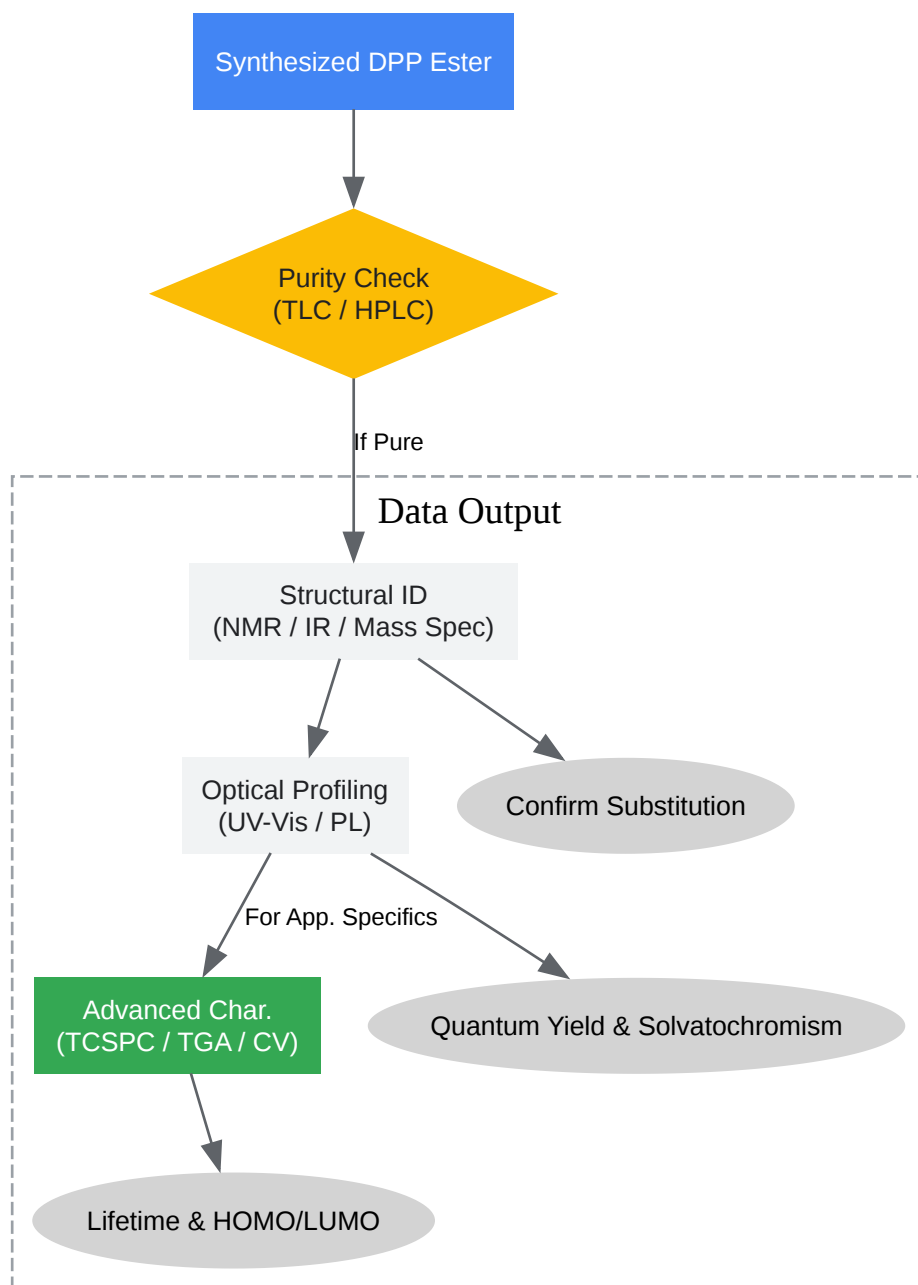 Synthesized DPP Ester
Purity Check
(TLC / HPLC)
If Pure
Data Output
Structural ID
(NMR / IR / Mass Spec)
Optical Profiling
(UV-Vis / PL)
Confirm Substitution
For App. Specifics
Advanced Char.
(TCSPC / TGA / CV)
Quantum Yield & Solvatochromism
Lifetime & HOMO/LUMO